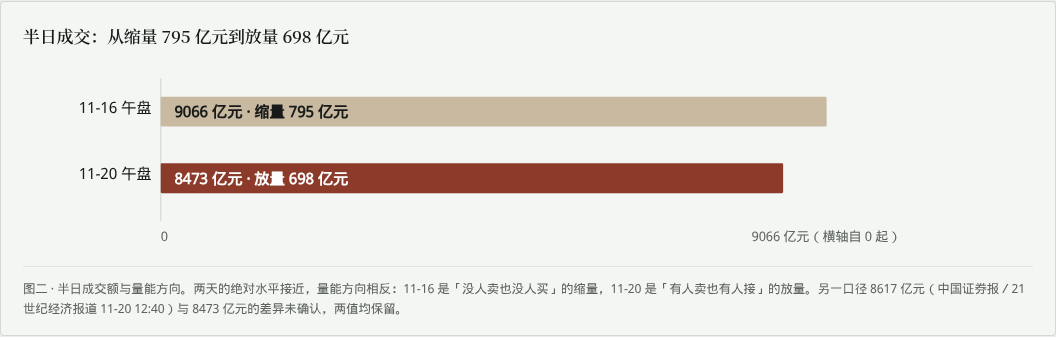 半日成交：从缩量 795 亿元到放量 698 亿元
11-16 午盘
9066 亿元 · 缩量 795 亿元
11-20 午盘
8473 亿元 · 放量 698 亿元
0
9066 亿元（横轴自 0 起）
图二 · 半日成交额与量能方向。两天的绝对水平接近，量能方向相反：11-16 是「没人卖也没人买」的缩量，11-20 是「有人卖也有人接」的放量。另一口径 8617 亿元（中国证券报 / 21
世纪经济报道 11-20 12:40）与 8473 亿元的差异未确认，两值均保留。